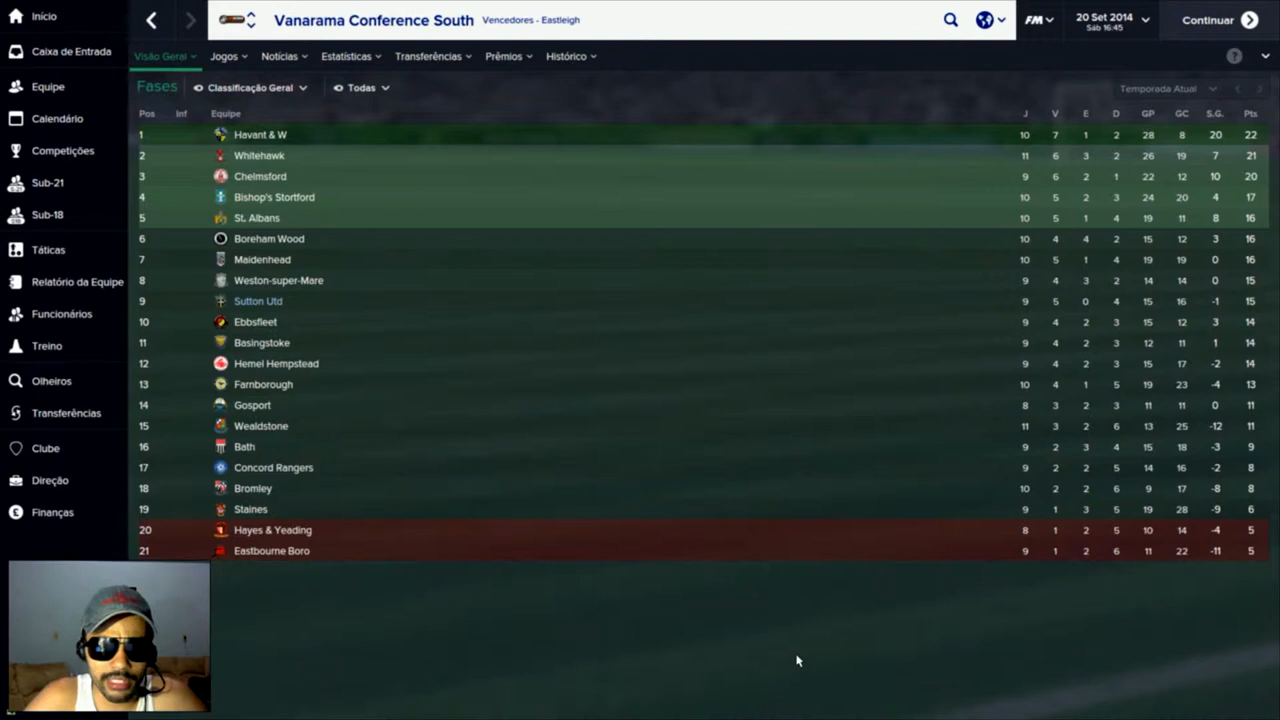 Início
Vanarama Conference South Vencedores - Eastleigh
FM
20 Set 2014
Sáb 16:45
Continuar
Caixa de Entrada
Equipe
Calendário
Competições
Sub-21
Sub-18
Táticas
Relatório da Equipe
Funcionários
Treino
Olheiros
Transferências
Clube
Direção
Finanças
Visão Geral Jogos Notícias Estatísticas Transferências Prêmios Histórico ?
Fases Classificação Geral Todas Temporada Atual
Pos Inf Equipe J V E D GP GC S.G. Pts
1 Havant & W 10 7 1 2 28 8 20 22
2 Whitehawk 11 6 3 2 26 19 7 21
3 Chelmsford 9 6 2 1 22 12 10 20
4 Bishop's Stortford 10 5 2 3 24 20 4 17
5 St. Albans 10 5 1 4 19 11 8 16
6 Boreham Wood 10 4 4 2 15 12 3 16
7 Maidenhead 10 5 1 4 19 19 0 16
8 Weston-super-Mare 9 4 3 2 14 14 0 15
9 Sutton Utd 9 5 0 4 15 16 -1 15
10 Ebbsfleet 9 4 2 3 15 12 3 14
11 Basingstoke 9 4 2 3 12 11 1 14
12 Hemel Hempstead 9 4 2 3 15 17 -2 14
13 Farnborough 10 4 1 5 19 23 -4 13
14 Gosport 8 3 2 3 11 11 0 11
15 Wealdstone 11 3 2 6 13 25 -12 11
16 Bath 9 2 3 4 15 18 -3 9
17 Concord Rangers 9 2 2 5 14 16 -2 8
18 Bromley 10 2 2 6 9 17 -8 8
19 Staines 9 1 3 5 19 28 -9 6
20 Hayes & Yeading 8 1 2 5 10 14 -4 5
21 Eastbourne Boro 9 1 2 6 11 22 -11 5